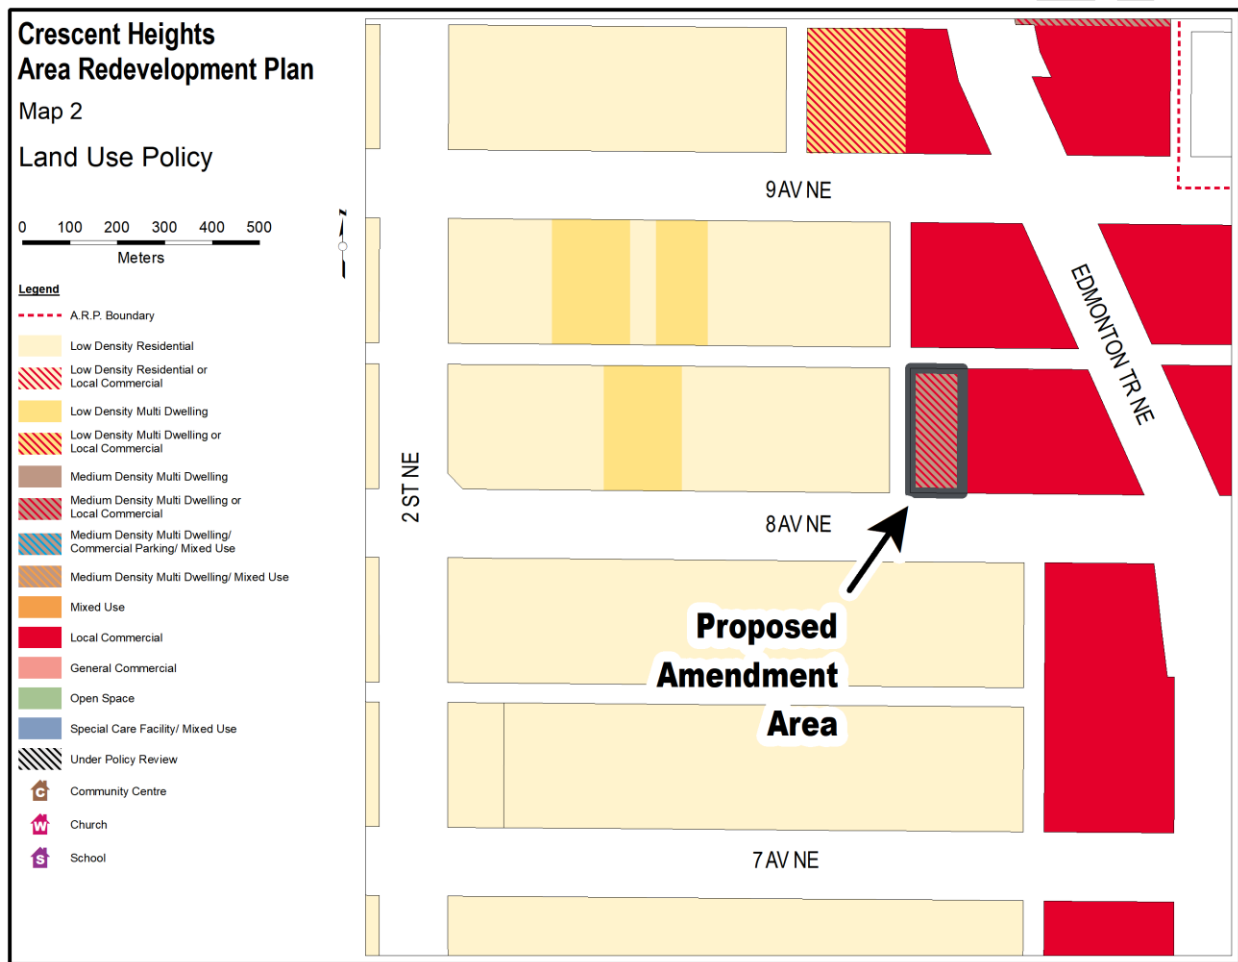 Crescent Heights
Area Redevelopment Plan
Map 2
Land Use Policy
0 100 200 300 400 500
Meters
Legend
A.R.P. Boundary
Low Density Residential
Low Density Residential or
Local Commercial
Low Density Multi Dwelling
Low Density Multi Dwelling or
Local Commercial
Medium Density Multi Dwelling
Medium Density Multi Dwelling or
Local Commercial
Medium Density Multi Dwelling/
Commercial Parking/ Mixed Use
Medium Density Multi Dwelling/ Mixed Use
Mixed Use
Local Commercial
General Commercial
Open Space
Special Care Facility/ Mixed Use
Under Policy Review
C Community Centre
W Church
S School
z
9 AV NE
EDMONTON TR NE
2 ST NE
8 AV NE
Proposed
Amendment
Area
7 AV NE